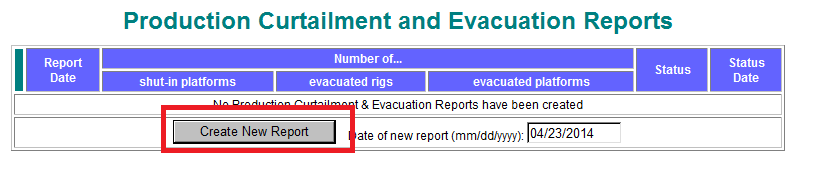 Production Curtailment and Evacuation Reports
Report Date
Number of...
Status
Status Date
shut-in platforms
evacuated rigs
evacuated platforms
No Production Curtailment & Evacuation Reports have been created
Create New Report
Date of new report (mm/dd/yyyy): 04/23/2014